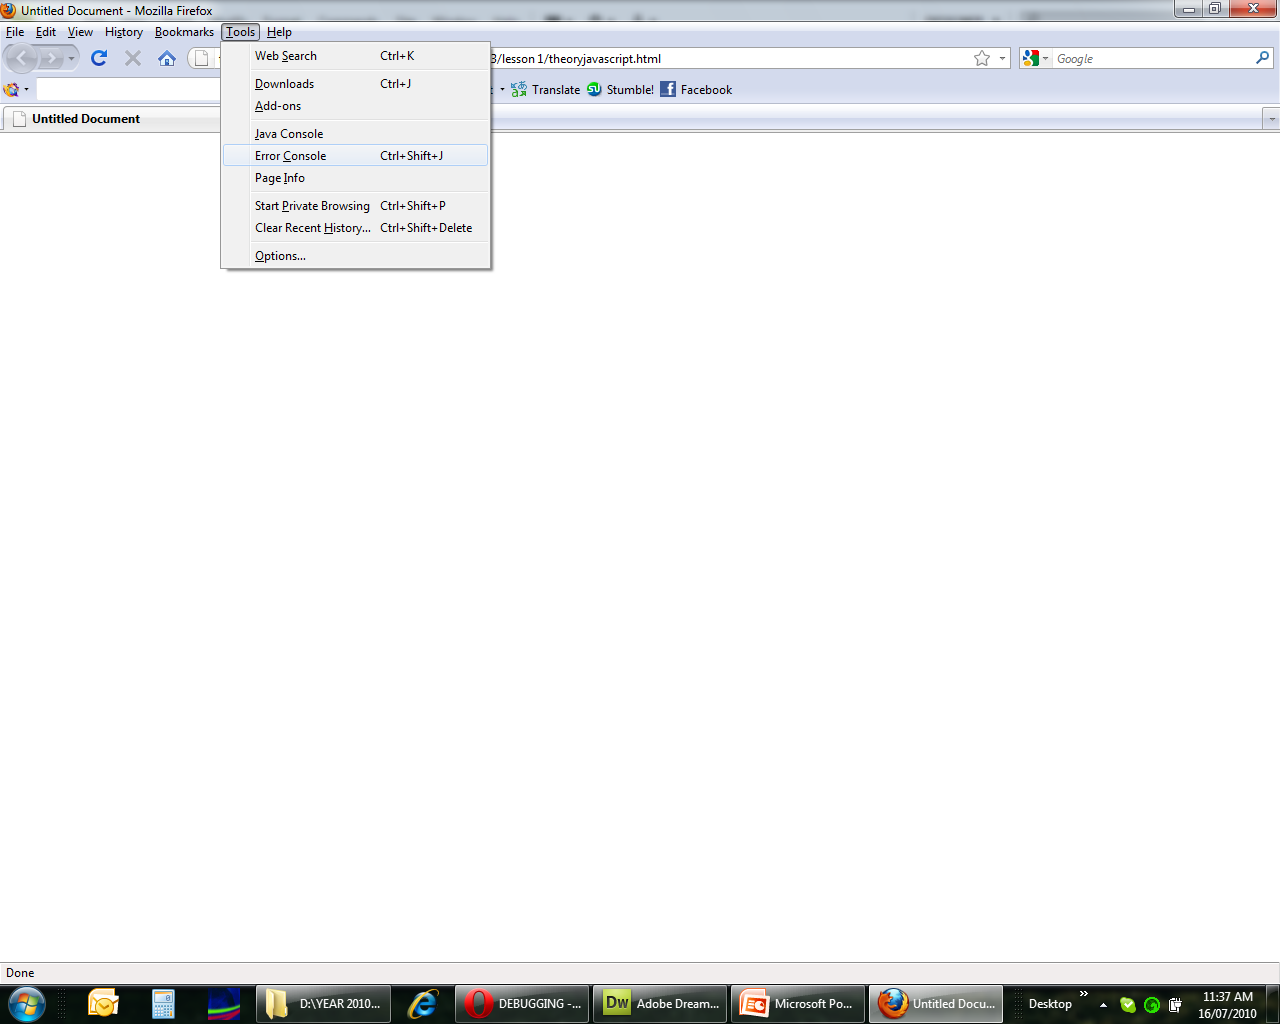 Untitled Document - Mozilla Firefox
File Edit View History Bookmarks Tools Help
Web Search Ctrl+K
3/lesson 1/theoryjavascript.html
Google
Downloads Ctrl+J
Translate Stumble! Facebook
Add-ons
Untitled Document
Java Console
Error Console Ctrl+Shift+J
Page Info
Start Private Browsing Ctrl+Shift+P
Clear Recent History... Ctrl+Shift+Delete
Options...
Done
D:\YEAR 2010... DEBUGGING -... Dw Adobe Dream... Microsoft Po... Untitled Docu... Desktop
11:37 AM
16/07/2010